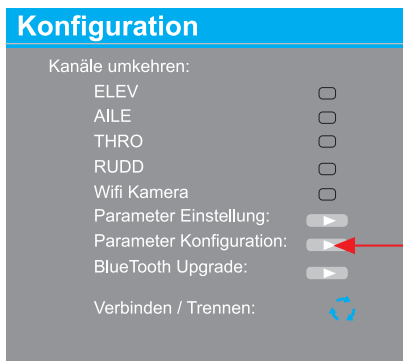 Konfiguration
Kanäle umkehren:
ELEV
AILE
THRO
RUDD
Wifi Kamera
Parameter Einstellung:
Parameter Konfiguration:
BlueTooth Upgrade:
Verbinden / Trennen: